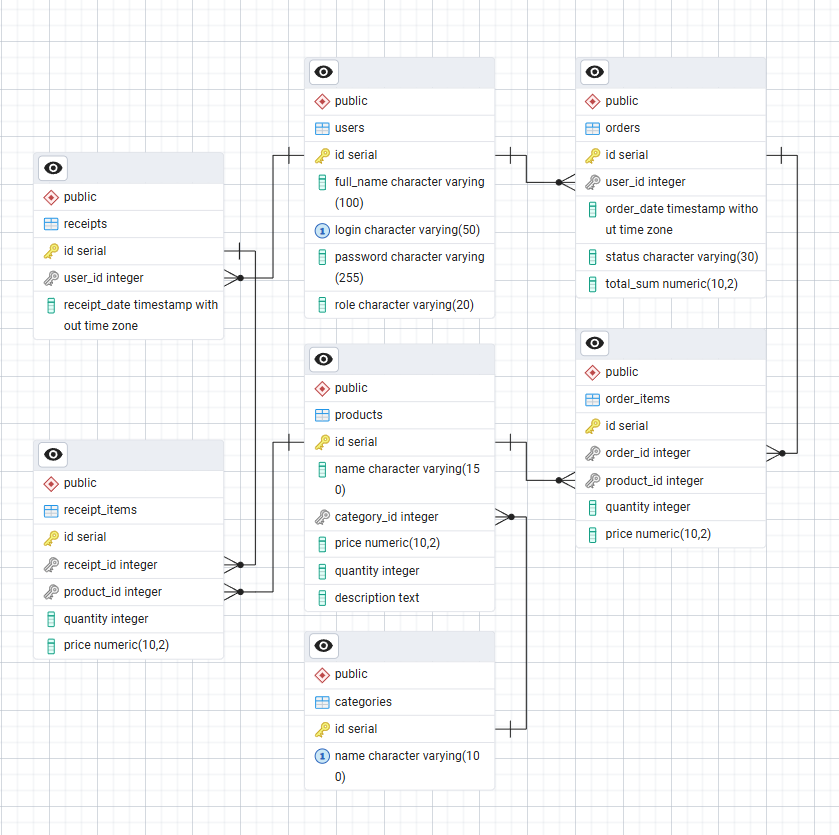 public
users
id serial
full_name character varying
(100)
1
login character varying(50)
password character varying
(255)
role character varying(20)
public
orders
id serial
user_id integer
order_date timestamp witho
ut time zone
status character varying(30)
total_sum numeric(10,2)
public
receipts
id serial
user_id integer
receipt_date timestamp with
out time zone
public
products
id serial
name character varying(15
0)
category_id integer
price numeric(10,2)
quantity integer
description text
public
order_items
id serial
order_id integer
product_id integer
quantity integer
price numeric(10,2)
public
receipt_items
id serial
receipt_id integer
product_id integer
quantity integer
price numeric(10,2)
public
categories
id serial
1
name character varying(10
0)